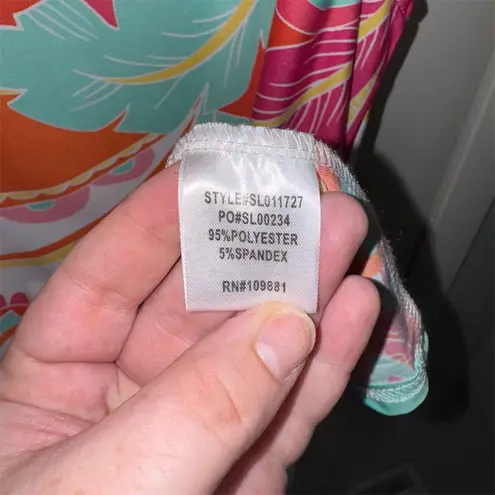 STYLE#SL011727
PO#SL00234
95%POLYESTER
5%SPANDEX
RN#109881